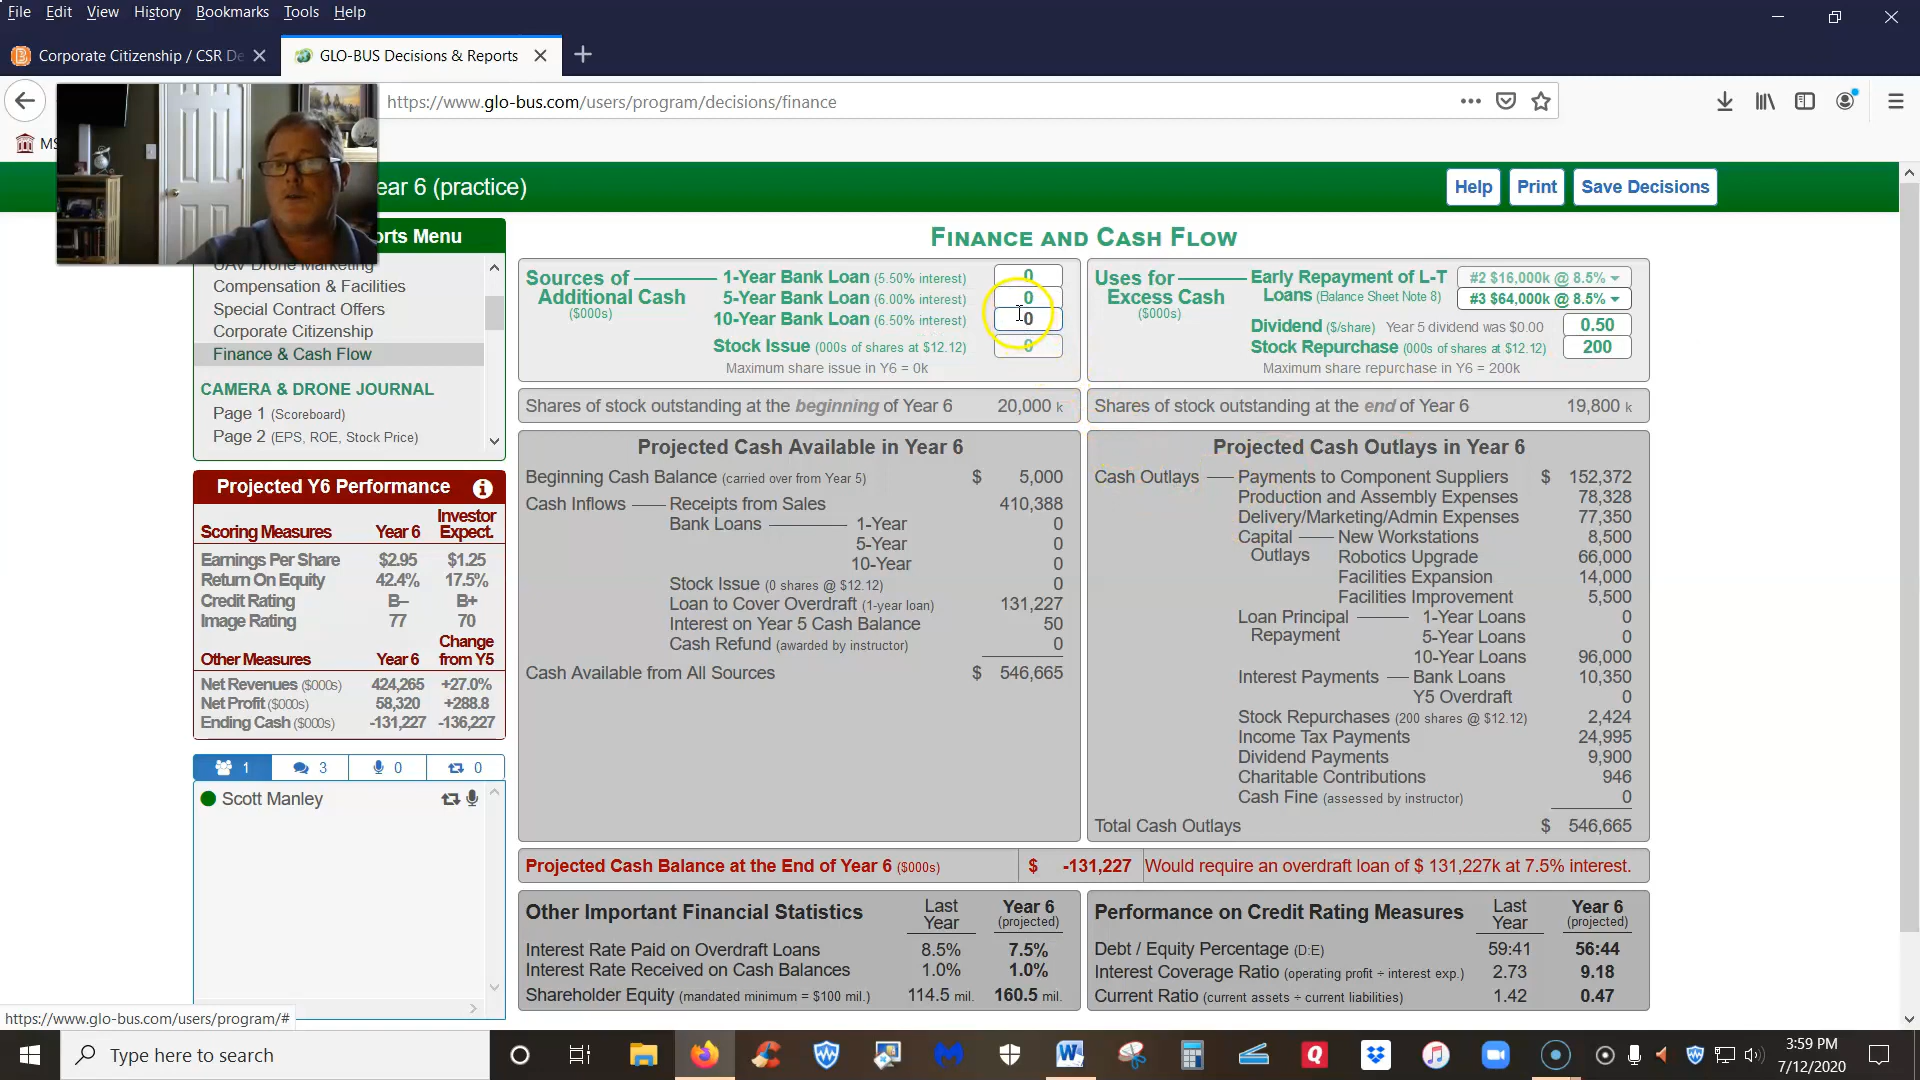 File Edit View History Bookmarks Tools Help
Corporate Citizenship / CSR De
GLO-BUS Decisions & Reports
https://www.glo-bus.com/users/program/decisions/finance
MS
ear 6 (practice)
Help Print Save Decisions
orts Menu
UAV Drone Marketing
Compensation & Facilities
Special Contract Offers
Corporate Citizenship
Finance & Cash Flow
CAMERA & DRONE JOURNAL
Page 1 (Scoreboard)
Page 2 (EPS, ROE, Stock Price)
Projected Y6 Performance
Scoring Measures Year 6 Investor Expect.
Earnings Per Share $2.95 $1.25
Return On Equity 42.4% 17.5%
Credit Rating B– B+
Image Rating 77 70
Other Measures Year 6 Change from Y5
Net Revenues ($000s) 424,265 +27.0%
Net Profit ($000s) 58,320 +288.8
Ending Cash ($000s) -131,227 -136,227
1 3 0 0
Scott Manley
FINANCE AND CASH FLOW
Sources of Additional Cash ($000s)
1-Year Bank Loan (5.50% interest) 0
5-Year Bank Loan (6.00% interest) 0
10-Year Bank Loan (6.50% interest) 0
Stock Issue (000s of shares at $12.12) 0
Maximum share issue in Y6 = 0k
Uses for Excess Cash ($000s)
Early Repayment of L-T Loans (Balance Sheet Note 8)
#2 $16,000k @ 8.5%
#3 $64,000k @ 8.5%
Dividend ($/share) Year 5 dividend was $0.00 0.50
Stock Repurchase (000s of shares at $12.12) 200
Maximum share repurchase in Y6 = 200k
Shares of stock outstanding at the beginning of Year 6 20,000 k
Shares of stock outstanding at the end of Year 6 19,800 k
Projected Cash Available in Year 6
Beginning Cash Balance (carried over from Year 5) $ 5,000
Cash Inflows Receipts from Sales 410,388
Bank Loans 1-Year 0
5-Year 0
10-Year 0
Stock Issue (0 shares @ $12.12) 0
Loan to Cover Overdraft (1-year loan) 131,227
Interest on Year 5 Cash Balance 50
Cash Refund (awarded by instructor) 0
Cash Available from All Sources $ 546,665
Projected Cash Outlays in Year 6
Cash Outlays Payments to Component Suppliers $ 152,372
Production and Assembly Expenses 78,328
Delivery/Marketing/Admin Expenses 77,350
Capital Outlays New Workstations 8,500
Robotics Upgrade 66,000
Facilities Expansion 14,000
Facilities Improvement 5,500
Loan Principal Repayment 1-Year Loans 0
5-Year Loans 0
10-Year Loans 96,000
Interest Payments Bank Loans 10,350
Y5 Overdraft 0
Stock Repurchases (200 shares @ $12.12) 2,424
Income Tax Payments 24,995
Dividend Payments 9,900
Charitable Contributions 946
Cash Fine (assessed by instructor) 0
Total Cash Outlays $ 546,665
Projected Cash Balance at the End of Year 6 ($000s) $ -131,227 Would require an overdraft loan of $ 131,227k at 7.5% interest.
Other Important Financial Statistics Last Year Year 6 (projected)
Interest Rate Paid on Overdraft Loans 8.5% 7.5%
Interest Rate Received on Cash Balances 1.0% 1.0%
Shareholder Equity (mandated minimum = $100 mil.) 114.5 mil. 160.5 mil.
Performance on Credit Rating Measures Last Year Year 6 (projected)
Debt / Equity Percentage (D:E) 59:41 56:44
Interest Coverage Ratio (operating profit ÷ interest exp.) 2.73 9.18
Current Ratio (current assets ÷ current liabilities) 1.42 0.47
https://www.glo-bus.com/users/program/#
Type here to search
3:59 PM
7/12/2020